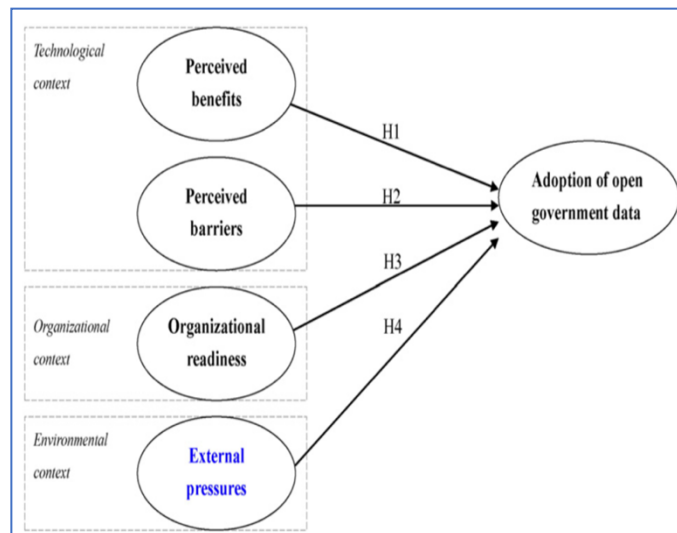 Technological
context
Perceived
benefits
H1
Perceived
barriers
H2
Adoption of open
government data
H3
Organizational
context
Organizational
readiness
H4
Environmental
context
External
pressures